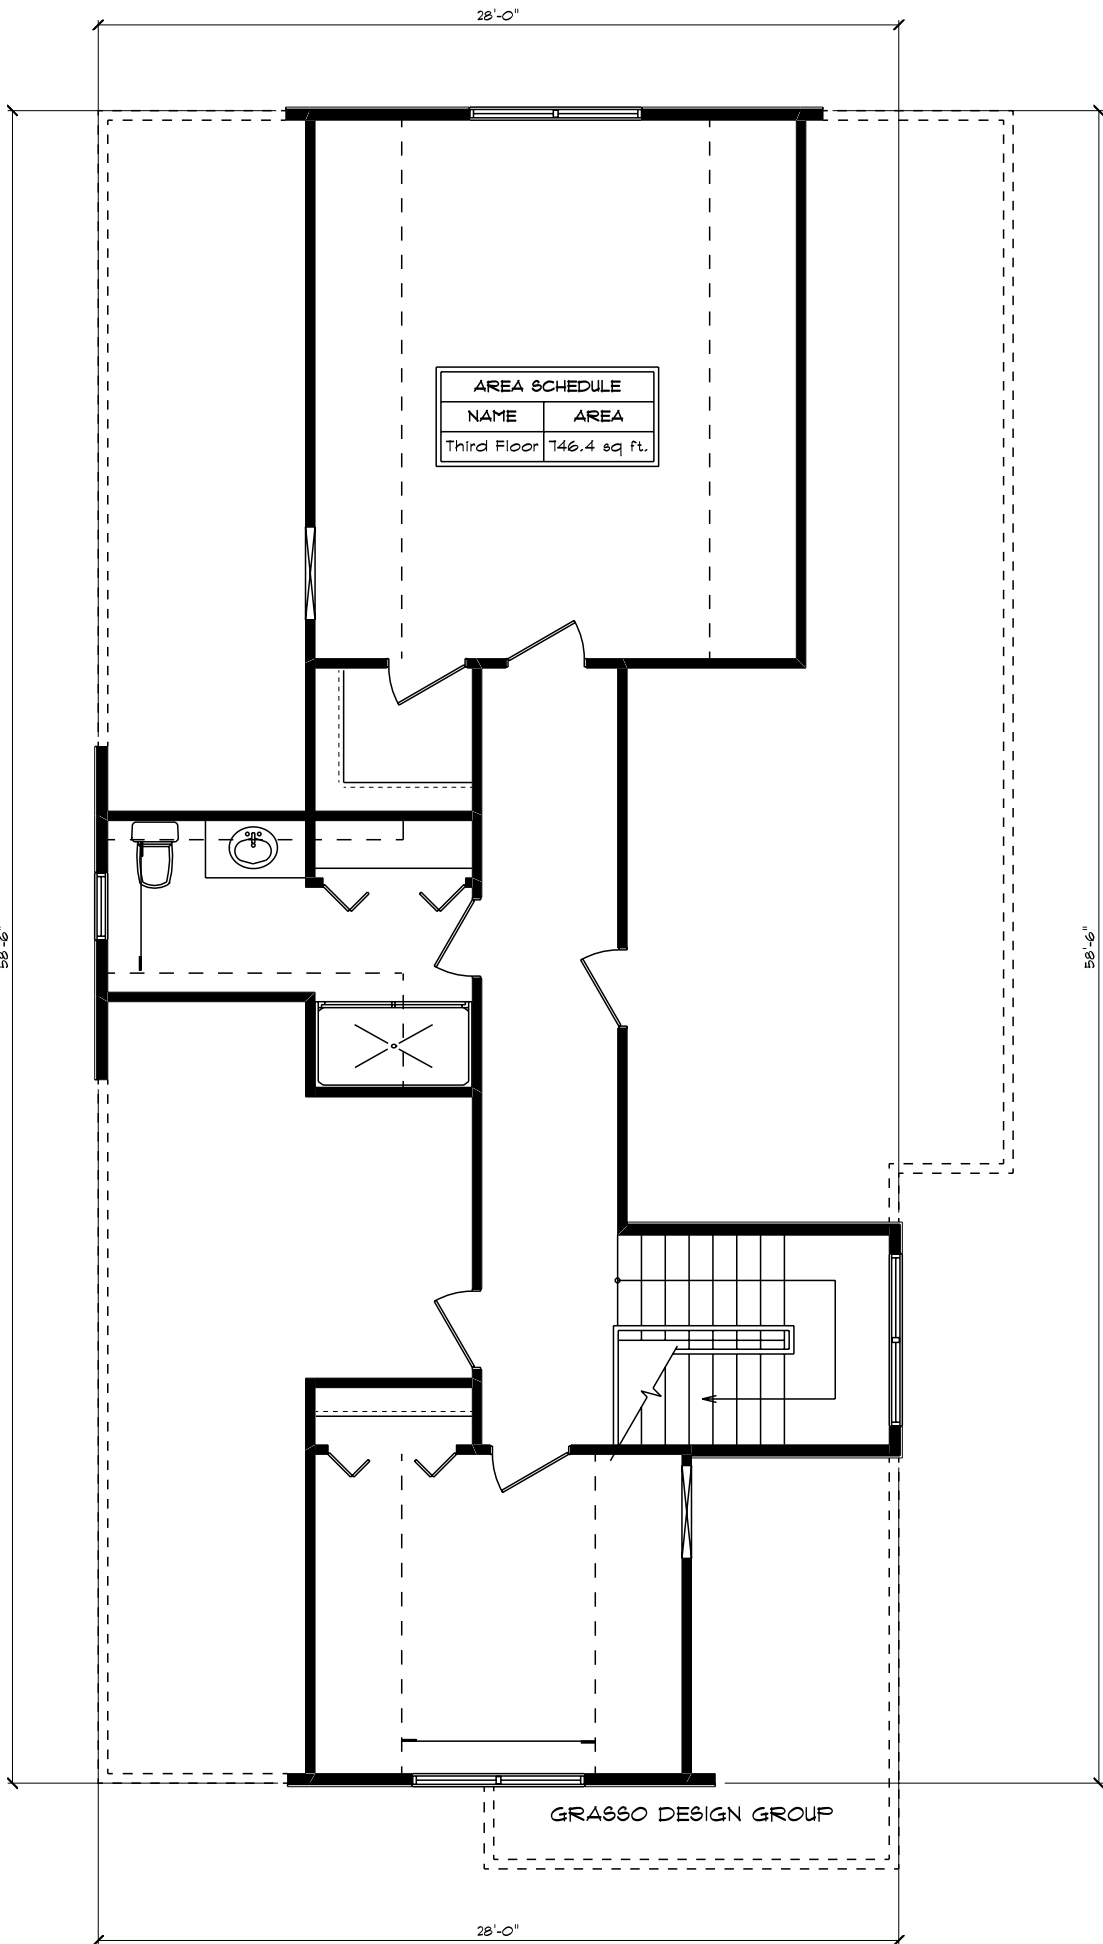 28'-0"
AREA SCHEDULE
NAME AREA
Third Floor 746.4 sq ft.
58'-6"
58'-6"
GRASSO DESIGN GROUP
28'-0"